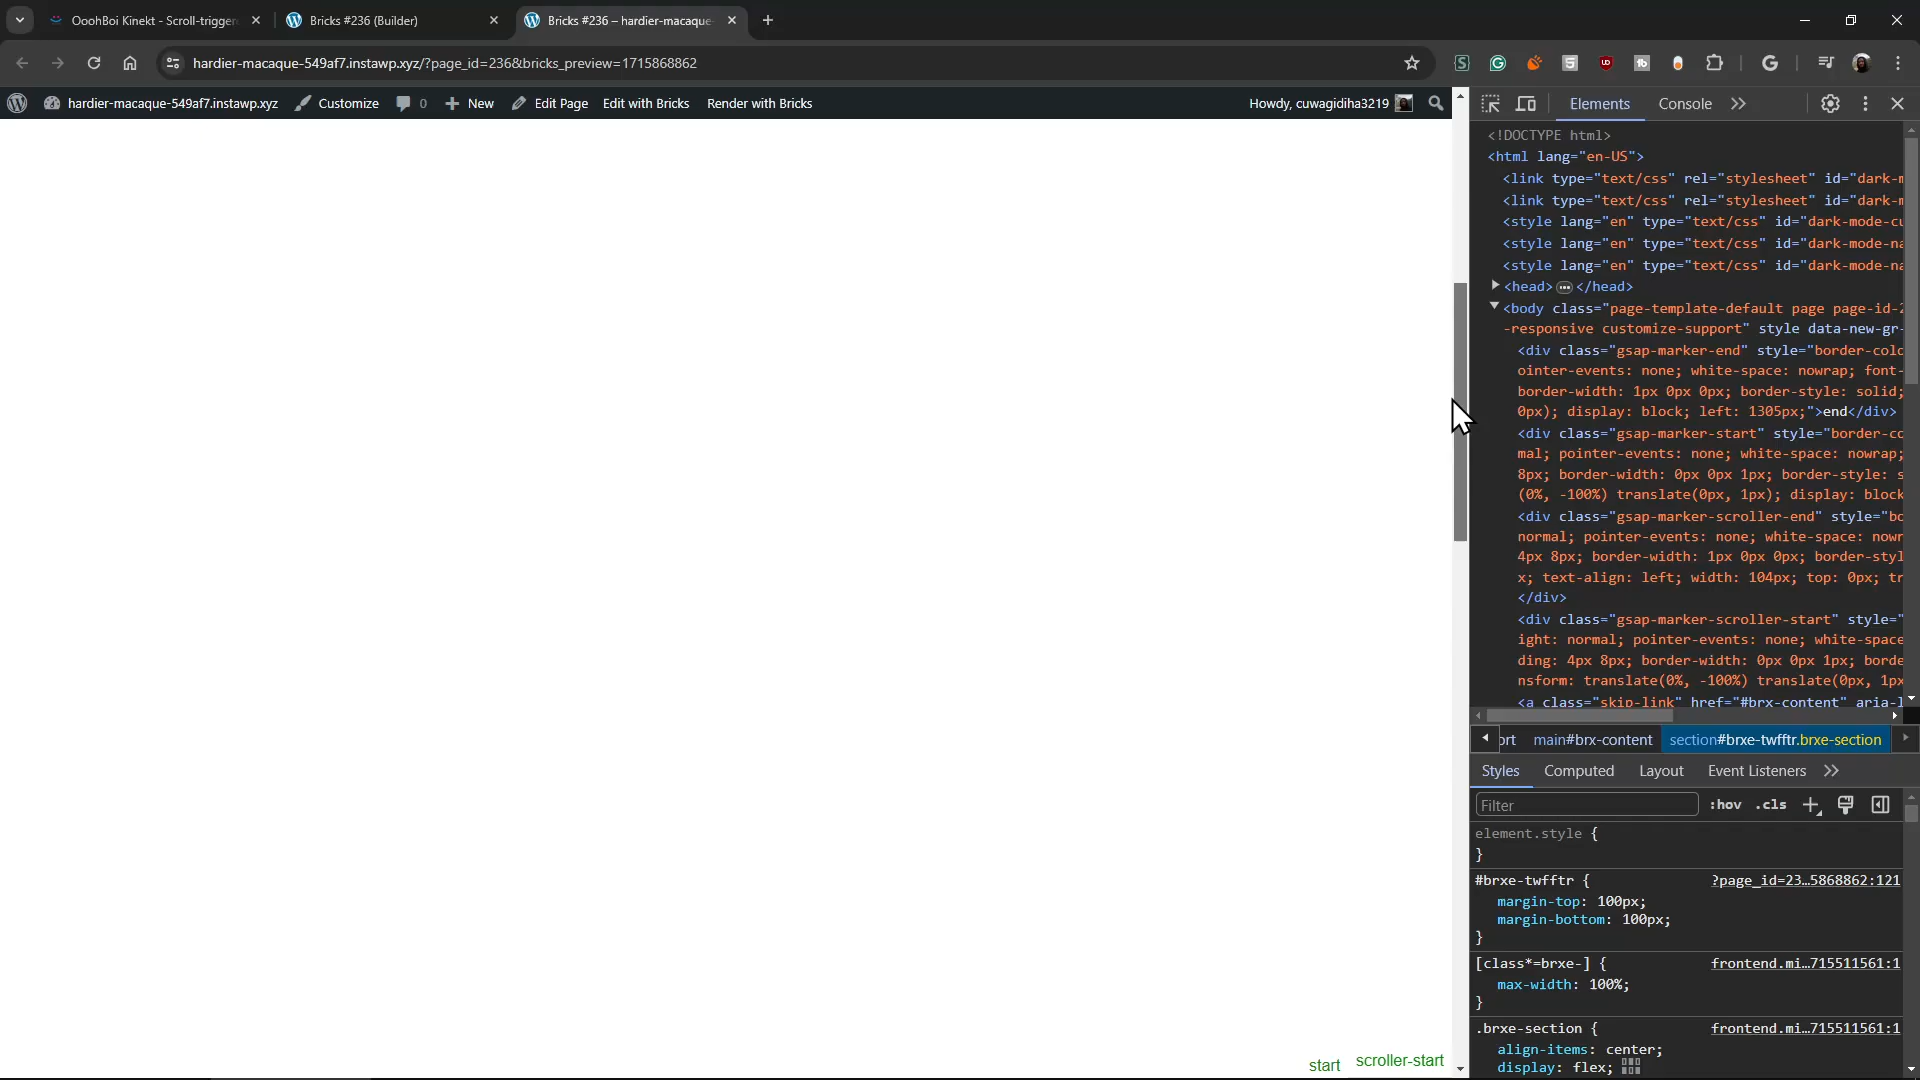 OoohBoi Kinekt - Scroll-trigger
Bricks #236 (Builder)
Bricks #236 – hardier-macaque-
hardier-macaque-549af7.instawp.xyz/?page_id=236&bricks_preview=1715868862
hardier-macaque-549af7.instawp.xyz
Customize
0
New
Edit Page
Edit with Bricks
Render with Bricks
Howdy, cuwagidiha3219
Elements
Console
<!DOCTYPE html>
<html lang="en-US">
<link type="text/css" rel="stylesheet" id="dark-m
<link type="text/css" rel="stylesheet" id="dark-m
<style lang="en" type="text/css" id="dark-mode-cu
<style lang="en" type="text/css" id="dark-mode-na
<style lang="en" type="text/css" id="dark-mode-na
<head> … </head>
<body class="page-template-default page page-id-2
-responsive customize-support" style data-new-gr-
<div class="gsap-marker-end" style="border-colo
ointer-events: none; white-space: nowrap; font-
border-width: 1px 0px 0px; border-style: solid;
0px); display: block; left: 1305px;">end</div>
<div class="gsap-marker-start" style="border-co
mal; pointer-events: none; white-space: nowrap;
8px; border-width: 0px 0px 1px; border-style: s
(0%, -100%) translate(0px, 1px); display: block
<div class="gsap-marker-scroller-end" style="bo
normal; pointer-events: none; white-space: nowr
4px 8px; border-width: 1px 0px 0px; border-styl
x; text-align: left; width: 104px; top: 0px; tr
</div>
<div class="gsap-marker-scroller-start" style="
ight: normal; pointer-events: none; white-space
ding: 4px 8px; border-width: 0px 0px 1px; borde
nsform: translate(0%, -100%) translate(0px, 1px
<a class="skip-link" href="#brx-content" aria-l
ort
main#brx-content
section#brxe-twfftr.brxe-section
Styles
Computed
Layout
Event Listeners
Filter
:hov
.cls
element.style {
}
#brxe-twfftr {
?page_id=23…5868862:121
margin-top: 100px;
margin-bottom: 100px;
}
[class*=brxe-] {
frontend.mi…715511561:1
max-width: 100%;
}
.brxe-section {
frontend.mi…715511561:1
align-items: center;
display: flex;
start
scroller-start